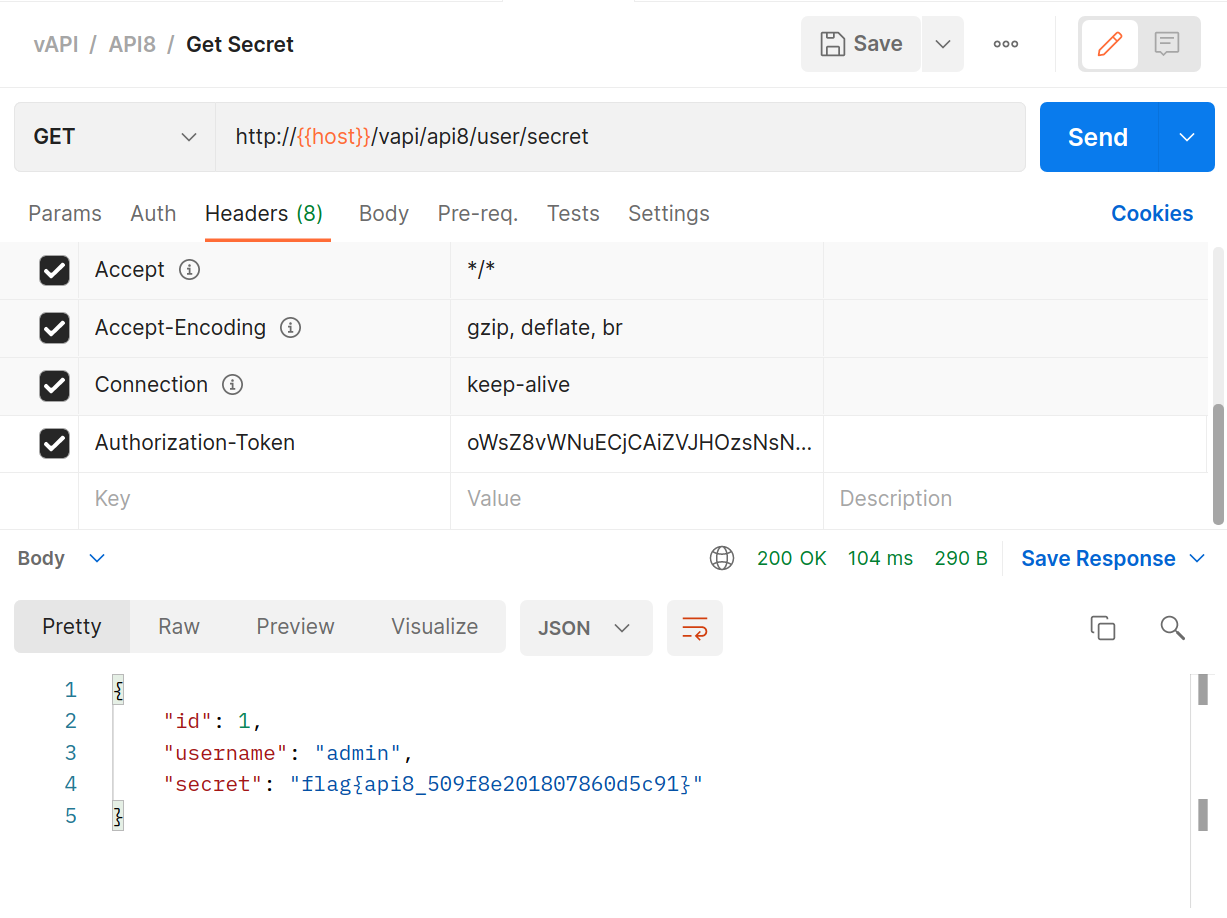 vAPI / API8 / Get Secret Save
GET http://{{host}}/vapi/api8/user/secret Send
Params Auth Headers (8) Body Pre-req. Tests Settings Cookies
Accept */*
Accept-Encoding gzip, deflate, br
Connection keep-alive
Authorization-Token oWsZ8vWNuECjCAiZVJHOzsNsN...
Key Value Description
Body 200 OK 104 ms 290 B Save Response
Pretty Raw Preview Visualize JSON
1 {
2 "id": 1,
3 "username": "admin",
4 "secret": "flag{api8_509f8e201807860d5c91}"
5 }